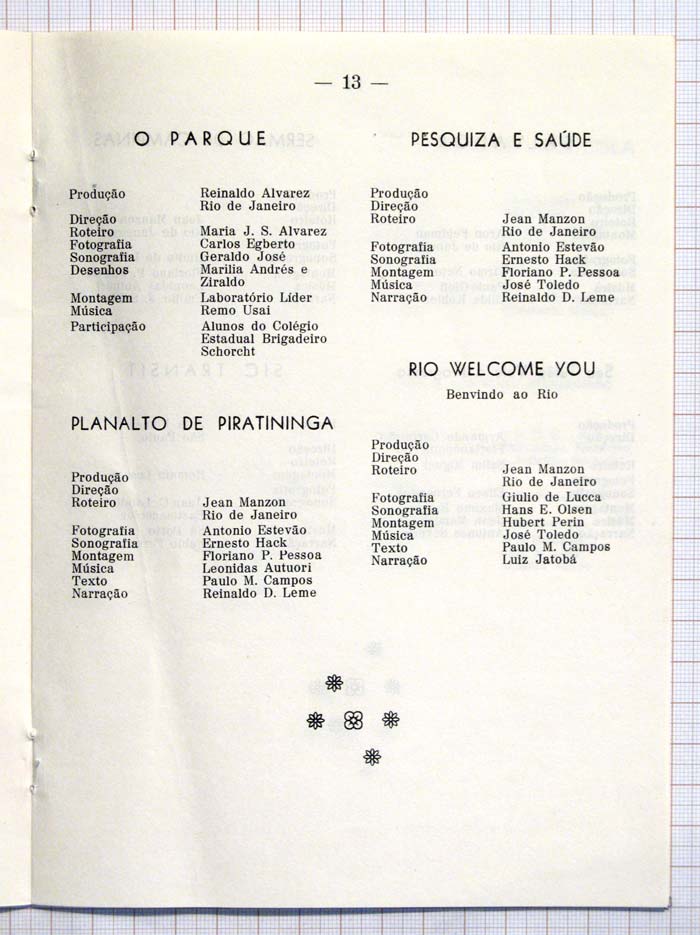 — 13 —
O PARQUE
Produção Reinaldo Alvarez
Rio de Janeiro
Direção
Roteiro Maria J. S. Alvarez
Fotografia Carlos Egberto
Sonografia Geraldo José
Desenhos Marilia Andrés e
Ziraldo
Montagem Laboratório Líder
Música Remo Usai
Participação Alunos do Colégio
Estadual Brigadeiro
Schorcht
PLANALTO DE PIRATININGA
Produção
Direção
Roteiro Jean Manzon
Rio de Janeiro
Fotografia Antonio Estevão
Sonografia Ernesto Hack
Montagem Floriano P. Pessoa
Música Leonidas Autuori
Texto Paulo M. Campos
Narração Reinaldo D. Leme
PESQUIZA E SAÚDE
Produção
Direção
Roteiro Jean Manzon
Rio de Janeiro
Fotografia Antonio Estevão
Sonografia Ernesto Hack
Montagem Floriano P. Pessoa
Música José Toledo
Narração Reinaldo D. Leme
RIO WELCOME YOU
Benvindo ao Rio
Produção
Direção
Roteiro Jean Manzon
Rio de Janeiro
Fotografia Giulio de Lucca
Sonografia Hans E. Olsen
Montagem Hubert Perin
Música José Toledo
Texto Paulo M. Campos
Narração Luiz Jatobá